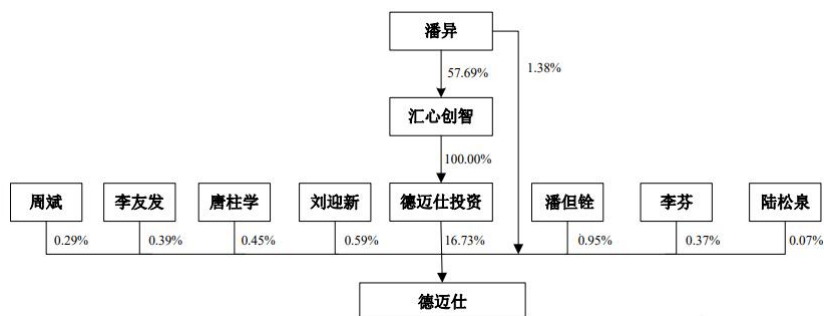 潘异
57.69%
1.38%
汇心创智
100.00%
周斌
李友发
唐柱学
刘迎新
德迈仕投资
潘但铨
李芬
陆松泉
0.29%
0.39%
0.45%
0.59%
16.73%
0.95%
0.37%
0.07%
德迈仕